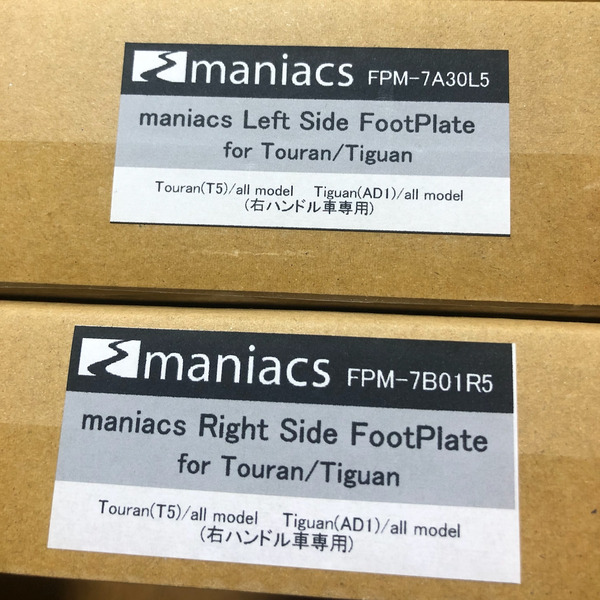 maniacs FPM-7A30L5
maniacs Left Side FootPlate
for Touran/Tiguan
Touran(T5)/all model Tiguan(AD1)/all model
(右ハンドル車専用)
maniacs FPM-7B01R5
maniacs Right Side FootPlate
for Touran/Tiguan
Touran(T5)/all model Tiguan(AD1)/all model
(右ハンドル車専用)